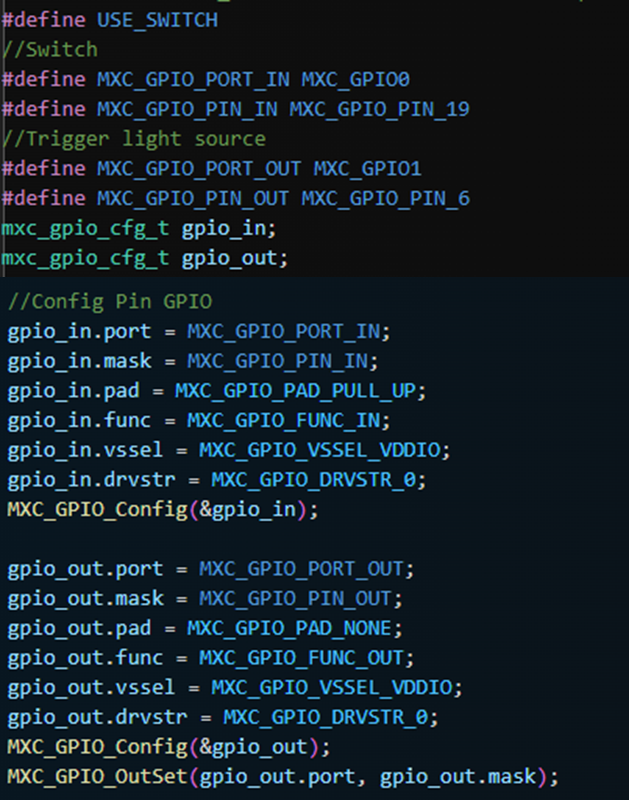 #define USE_SWITCH
//Switch
#define MXC_GPIO_PORT_IN MXC_GPIO0
#define MXC_GPIO_PIN_IN MXC_GPIO_PIN_19
//Trigger light source
#define MXC_GPIO_PORT_OUT MXC_GPIO1
#define MXC_GPIO_PIN_OUT MXC_GPIO_PIN_6
mxc_gpio_cfg_t gpio_in;
mxc_gpio_cfg_t gpio_out;
//Config Pin GPIO
gpio_in.port = MXC_GPIO_PORT_IN;
gpio_in.mask = MXC_GPIO_PIN_IN;
gpio_in.pad = MXC_GPIO_PAD_PULL_UP;
gpio_in.func = MXC_GPIO_FUNC_IN;
gpio_in.vssel = MXC_GPIO_VSSEL_VDDIO;
gpio_in.drvstr = MXC_GPIO_DRVSTR_0;
MXC_GPIO_Config(&gpio_in);
gpio_out.port = MXC_GPIO_PORT_OUT;
gpio_out.mask = MXC_GPIO_PIN_OUT;
gpio_out.pad = MXC_GPIO_PAD_NONE;
gpio_out.func = MXC_GPIO_FUNC_OUT;
gpio_out.vssel = MXC_GPIO_VSSEL_VDDIO;
gpio_out.drvstr = MXC_GPIO_DRVSTR_0;
MXC_GPIO_Config(&gpio_out);
MXC_GPIO_OutSet(gpio_out.port, gpio_out.mask);